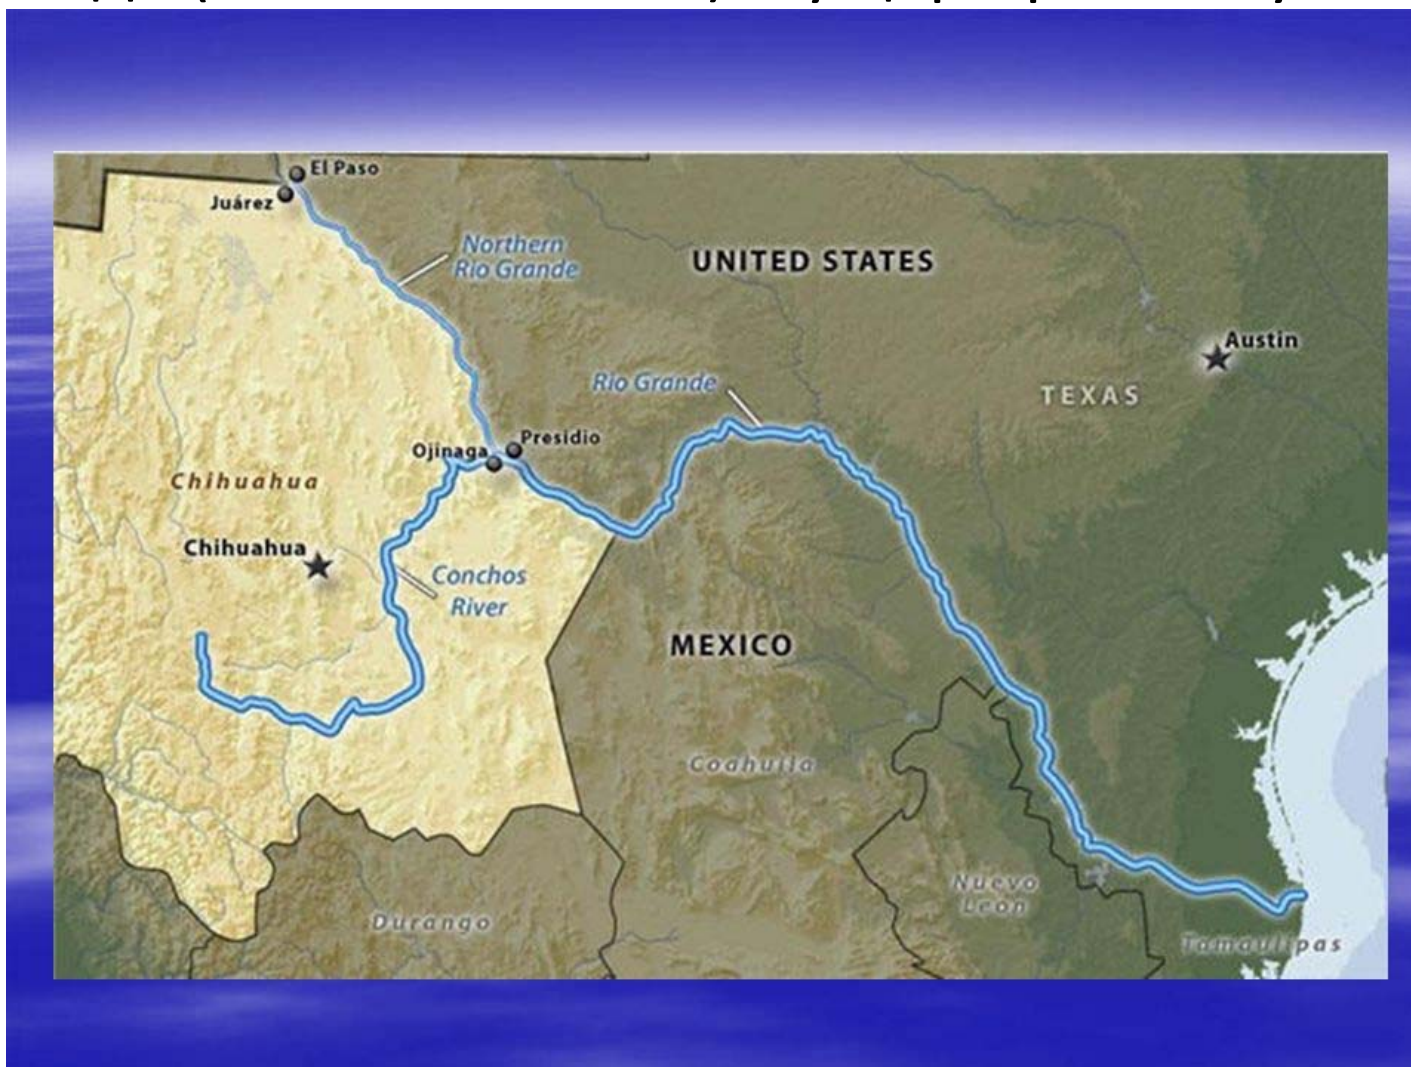 El Paso
Juárez
Northern
Rio Grande
UNITED STATES
Austin
Rio Grande
TEXAS
Presidio
Ojinaga
Chihuahua
Chihuahua
Conchos
River
MEXICO
Coahuila
Nuevo
Leon
Durango
Tamaulipas